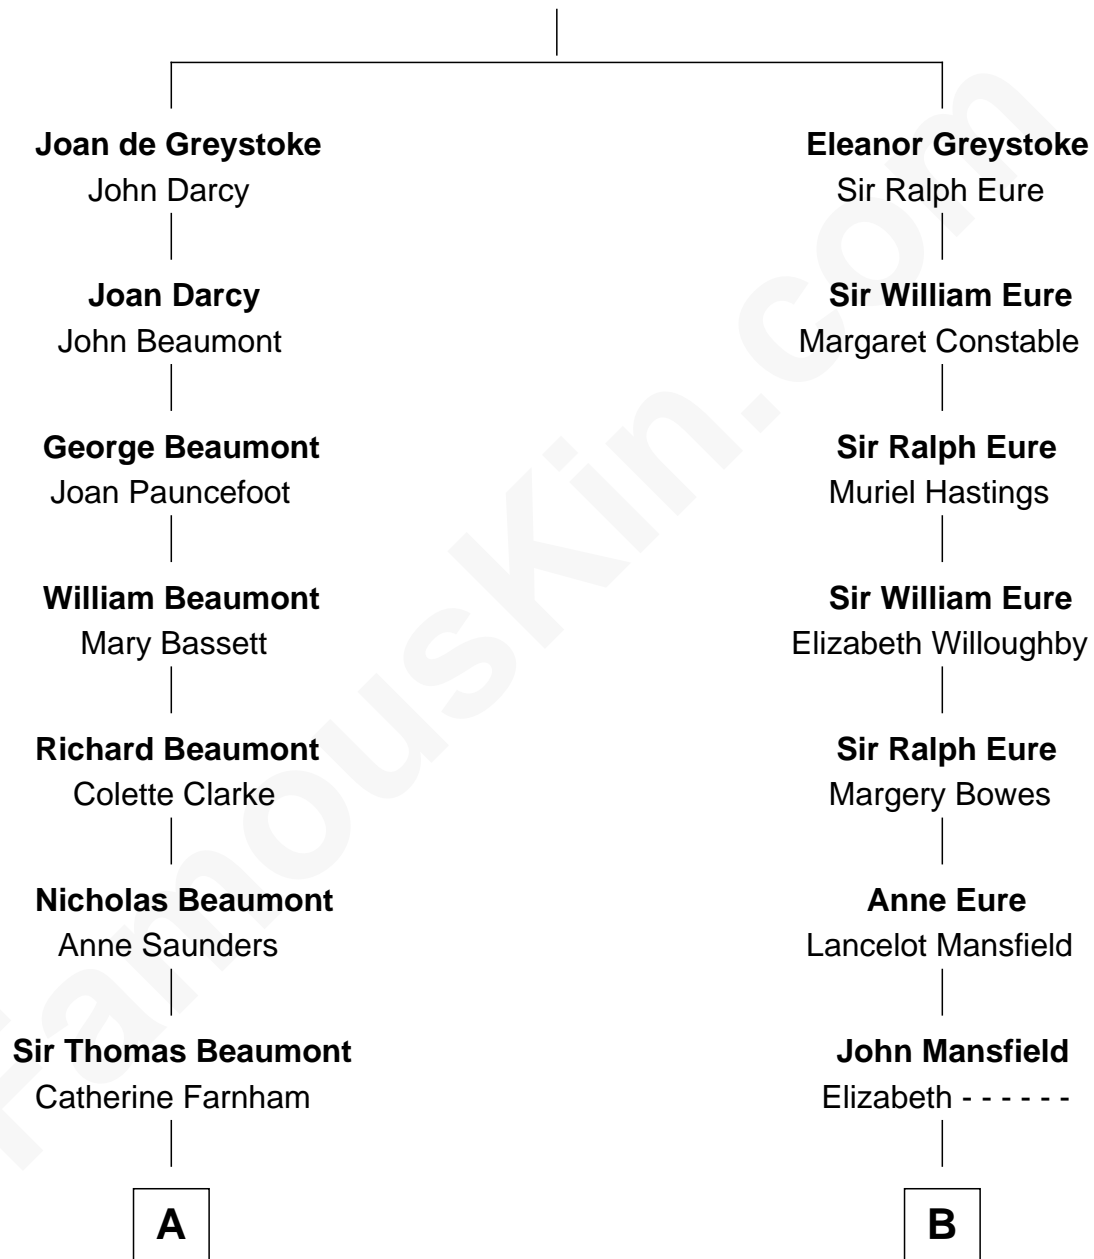 Joan de Greystoke
John Darcy
Joan Darcy
John Beaumont
George Beaumont
Joan Pauncefoot
William Beaumont
Mary Bassett
Richard Beaumont
Colette Clarke
Nicholas Beaumont
Anne Saunders
Sir Thomas Beaumont
Catherine Farnham
A
Eleanor Greystoke
Sir Ralph Eure
Sir William Eure
Margaret Constable
Sir Ralph Eure
Muriel Hastings
Sir William Eure
Elizabeth Willoughby
Sir Ralph Eure
Margery Bowes
Anne Eure
Lancelot Mansfield
John Mansfield
Elizabeth - - - - - -
B
FamousKin.com